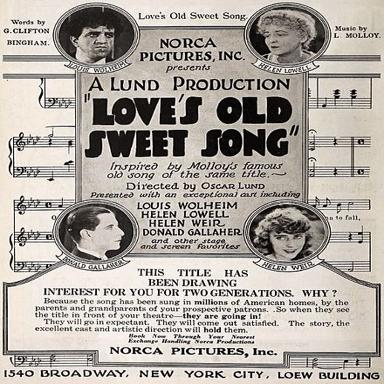 Love's Old Sweet Song.
Words by
G. CLIFTON
BINGHAM.
Music by
L. MOLLOY.
LOUIS WOLHEIM
HELEN LOWELL
NORCA
PICTURES, INC.
presents
A LUND PRODUCTION
"LOVE'S OLD
SWEET SONG"
Inspired by Molloy's famous
old song of the same title.~
Directed by OSCAR LUND
Presented with an exceptional cast including
LOUIS WOLHEIM
HELEN LOWELL
HELEN WEIR
DONALD GALLAHER
and other stage
and screen favorites
to fall,
DONALD GALLAHER
HELEN WEIR
THIS TITLE HAS
BEEN DRAWING
INTEREST FOR YOU FOR TWO GENERATIONS. WHY?
Because the song has been sung in millions of American homes, by the
parents and grandparents of your prospective patrons. So when they see
the title in front of your theatre—they are going in!
They will go in expectant. They will come out satisfied. The story, the
excellent cast and artistic direction will hold them.
Book Now Through Your Nearest
Exchange Handling Norca Productions
NORCA PICTURES, Inc.
1540 BROADWAY, NEW YORK CITY, LOEW BUILDING